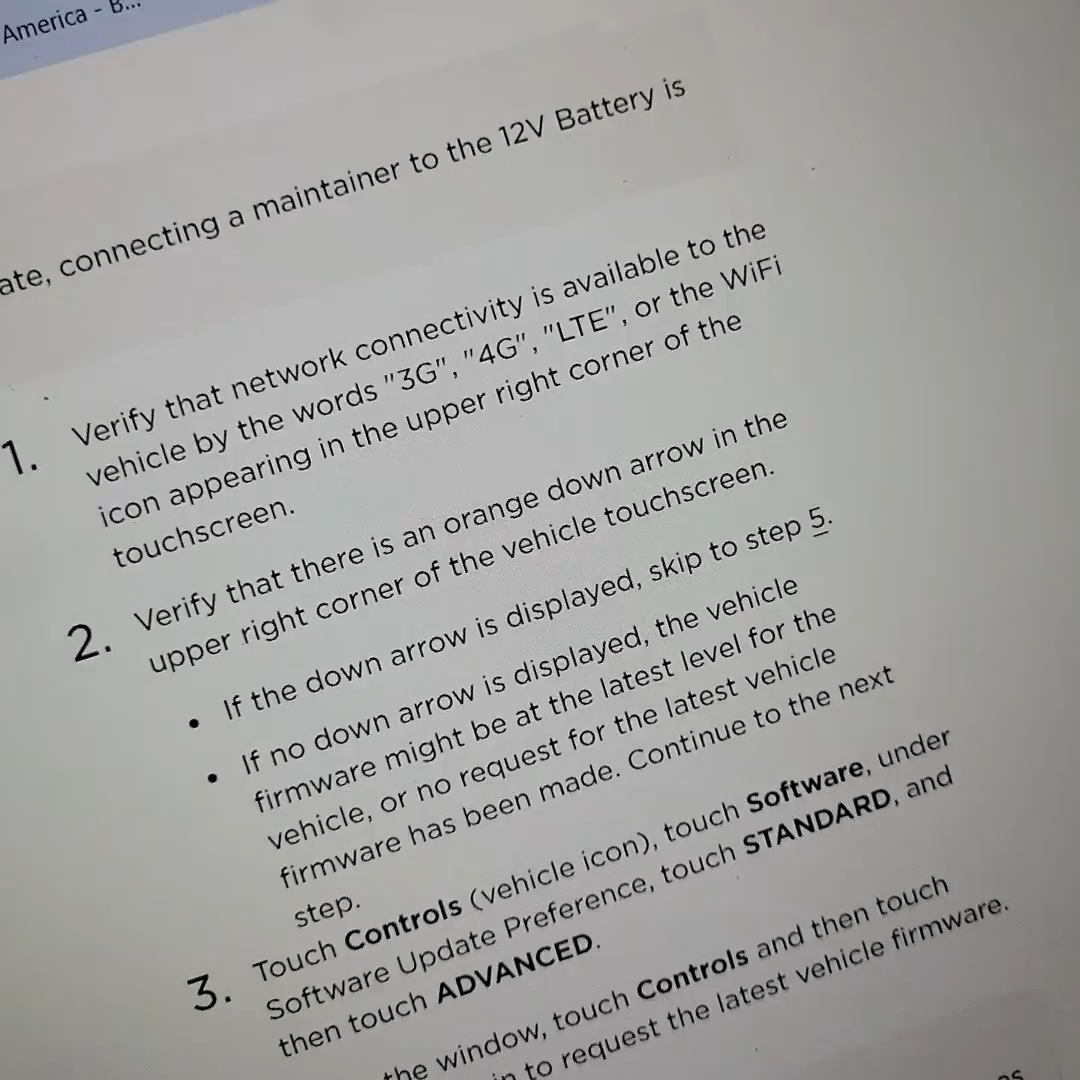 America - B...
ate, connecting a maintainer to the 12V Battery is
1. Verify that network connectivity is available to the
vehicle by the words "3G", "4G", "LTE", or the WiFi
icon appearing in the upper right corner of the
touchscreen.
2. Verify that there is an orange down arrow in the
upper right corner of the vehicle touchscreen.
• If the down arrow is displayed, skip to step 5.
• If no down arrow is displayed, the vehicle
firmware might be at the latest level for the
vehicle, or no request for the latest vehicle
firmware has been made. Continue to the next
step.
3. Touch Controls (vehicle icon), touch Software, under
Software Update Preference, touch STANDARD, and
then touch ADVANCED.
the window, touch Controls and then touch
in to request the latest vehicle firmware.